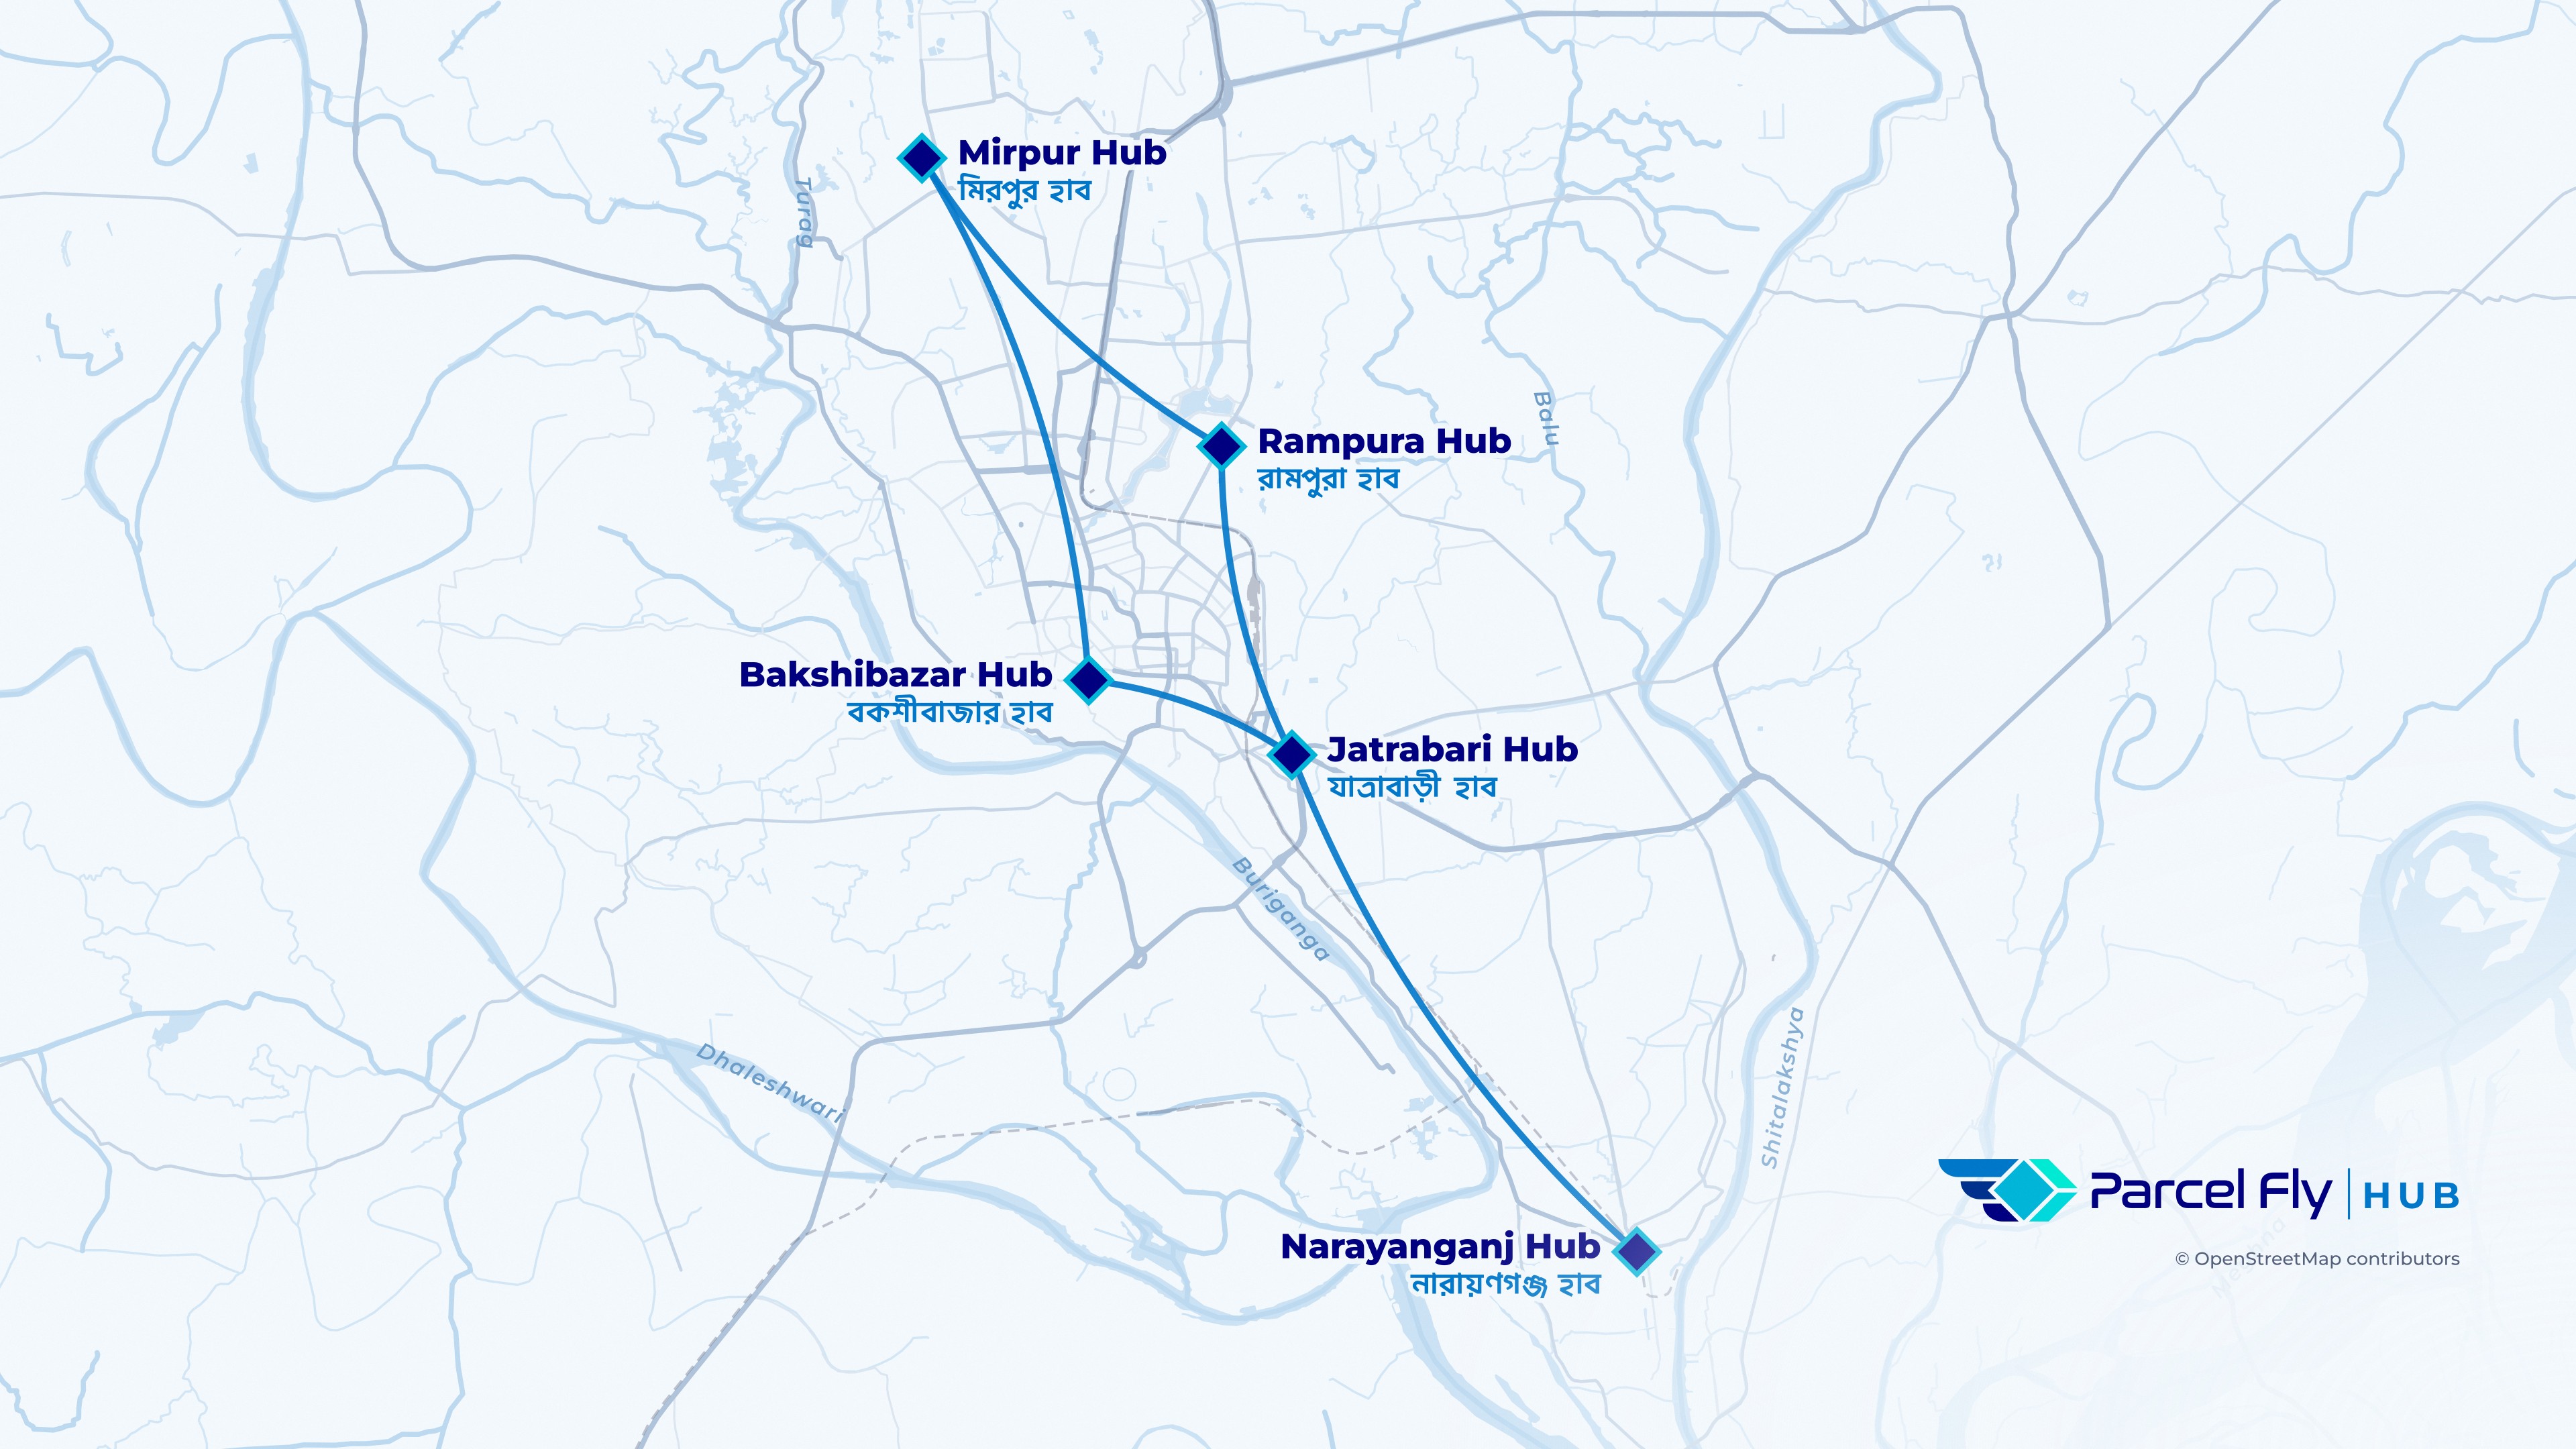 Mirpur Hub
মিরপুর হাব
Turag
Balu
Rampura Hub
রামপুরা হাব
Bakshibazar Hub
বকশীবাজার হাব
Jatrabari Hub
যাত্রাবাড়ী হাব
Buriganga
Dhaleshwari
Shitalakshya
Parcel Fly | HUB
Narayanganj Hub
নারায়ণগঞ্জ হাব
© OpenStreetMap contributors